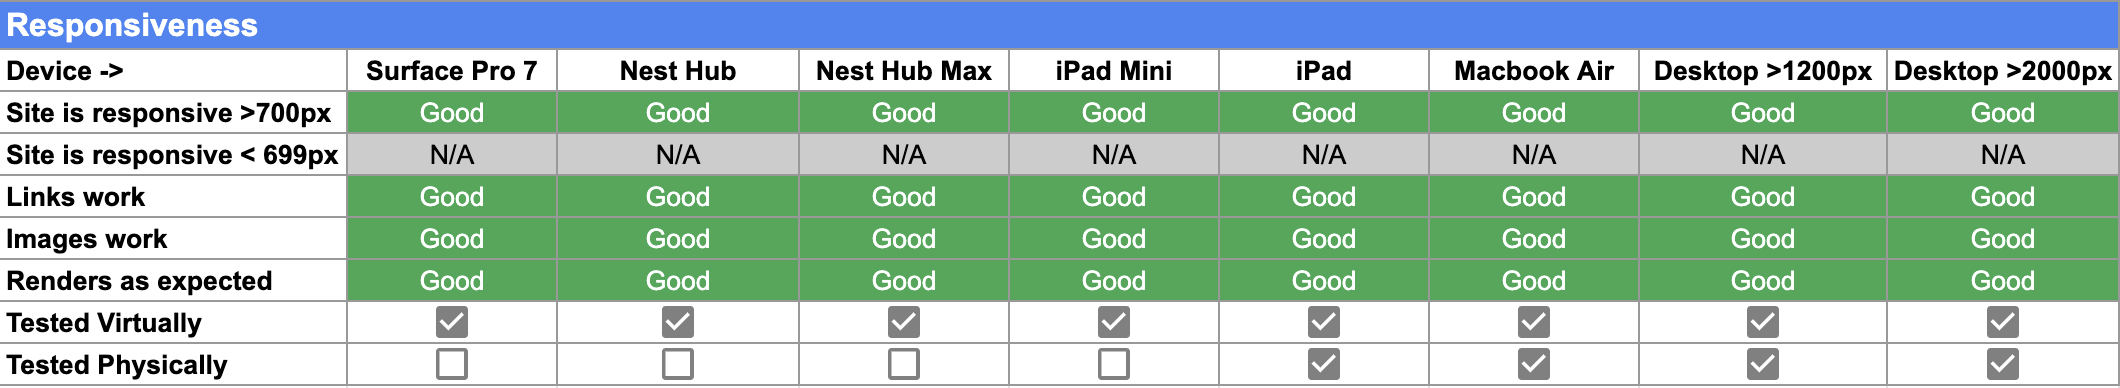 Responsiveness
Device -> Surface Pro 7 Nest Hub Nest Hub Max iPad Mini iPad Macbook Air Desktop >1200px Desktop >2000px
Site is responsive >700px Good Good Good Good Good Good Good Good
Site is responsive < 699px N/A N/A N/A N/A N/A N/A N/A N/A
Links work Good Good Good Good Good Good Good Good
Images work Good Good Good Good Good Good Good Good
Renders as expected Good Good Good Good Good Good Good Good
Tested Virtually
Tested Physically